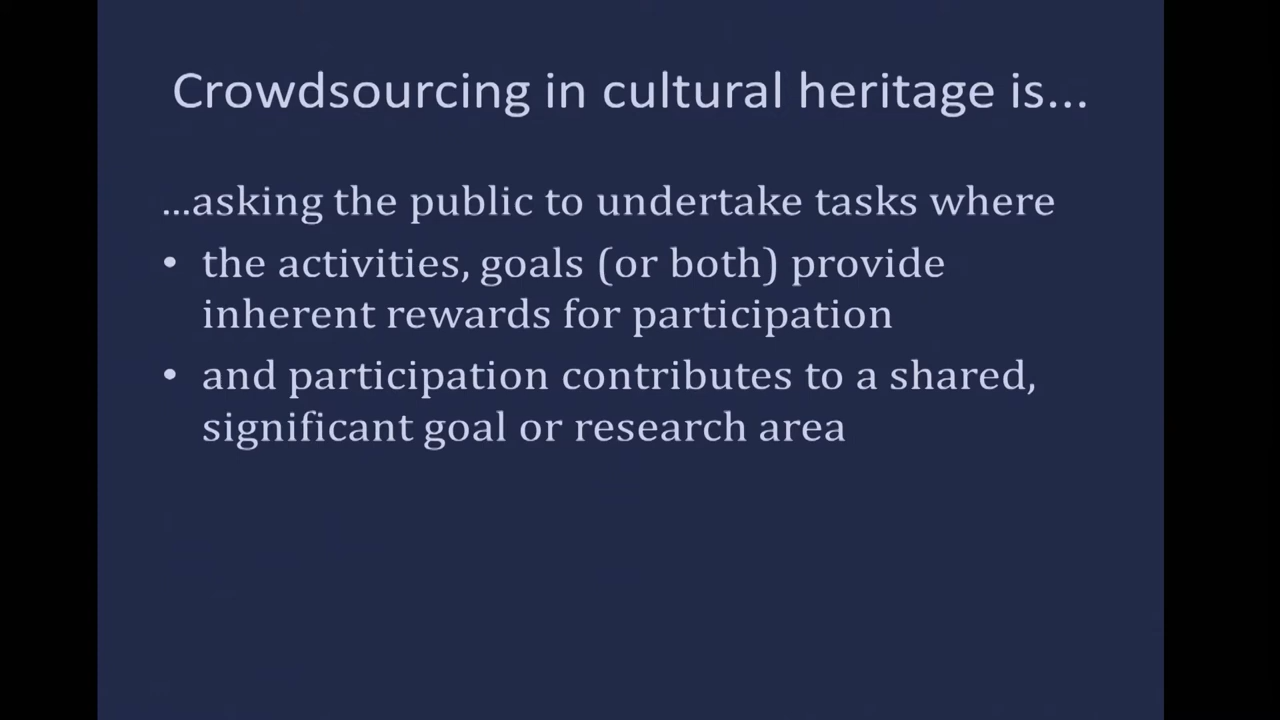 Crowdsourcing in cultural heritage is...
...asking the public to undertake tasks where
• the activities, goals (or both) provide
inherent rewards for participation
• and participation contributes to a shared,
significant goal or research area